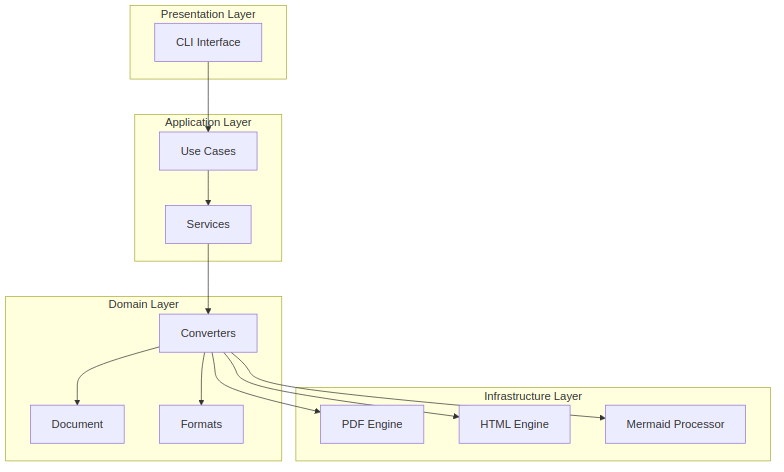 Presentation Layer
CLI Interface
Application Layer
Use Cases
Services
Domain Layer
Converters
Infrastructure Layer
Document
Formats
PDF Engine
HTML Engine
Mermaid Processor